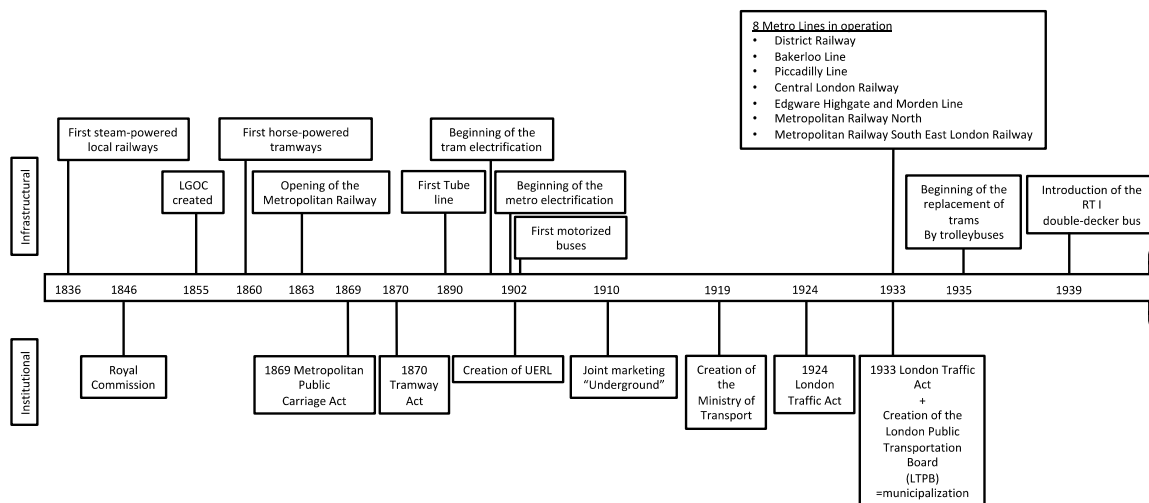 8 Metro Lines in operation
• District Railway
• Bakerloo Line
• Piccadilly Line
• Central London Railway
• Edgware Highgate and Morden Line
• Metropolitan Railway North
• Metropolitan Railway South East London Railway
Infrastructural
First steam-powered
local railways
LGOC
created
First horse-powered
tramways
Opening of the
Metropolitan Railway
First Tube
line
Beginning of the
tram electrification
Beginning of the
metro electrification
First motorized
buses
Beginning of the
replacement of
trams
By trolleybuses
Introduction of the
RT I
double-decker bus
1836 1846 1855 1860 1863 1869 1870 1890 1902 1910 1919 1924 1933 1935 1939
Institutional
Royal
Commission
1869 Metropolitan
Public
Carriage Act
1870
Tramway
Act
Creation of UERL
Joint marketing
“Underground”
Creation of
the
Ministry of
Transport
1924
London
Traffic Act
1933 London Traffic
Act
+
Creation of the
London Public
Transportation
Board
(LTPB)
=municipalization